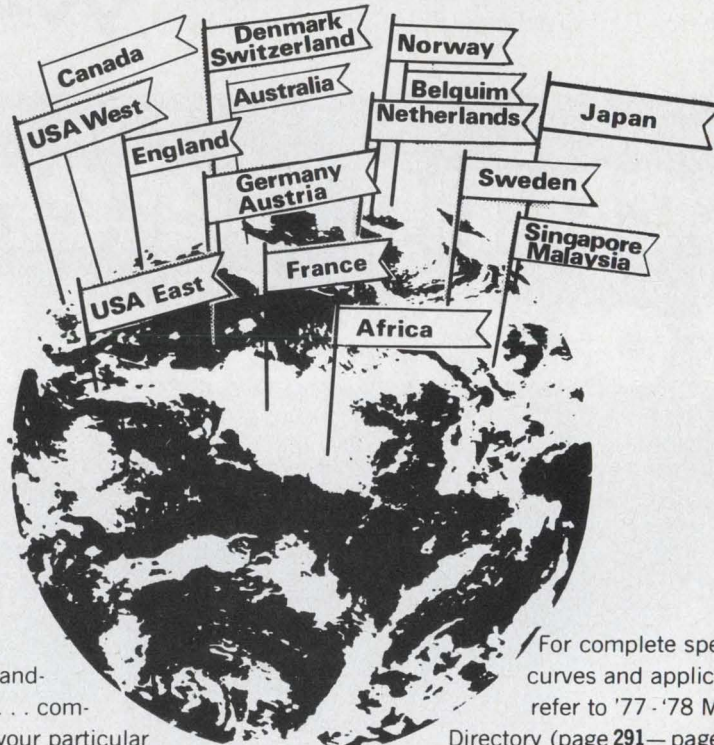 Canada
Denmark
Switzerland
Norway
USA West
Australia
Belquim
Netherlands
Japan
England
Germany
Austria
Sweden
Singapore
Malaysia
USA East
France
Africa
and-
. . . com-
your particular
For complete spe
curves and applic
refer to '77-'78 M
Directory (page 291— page